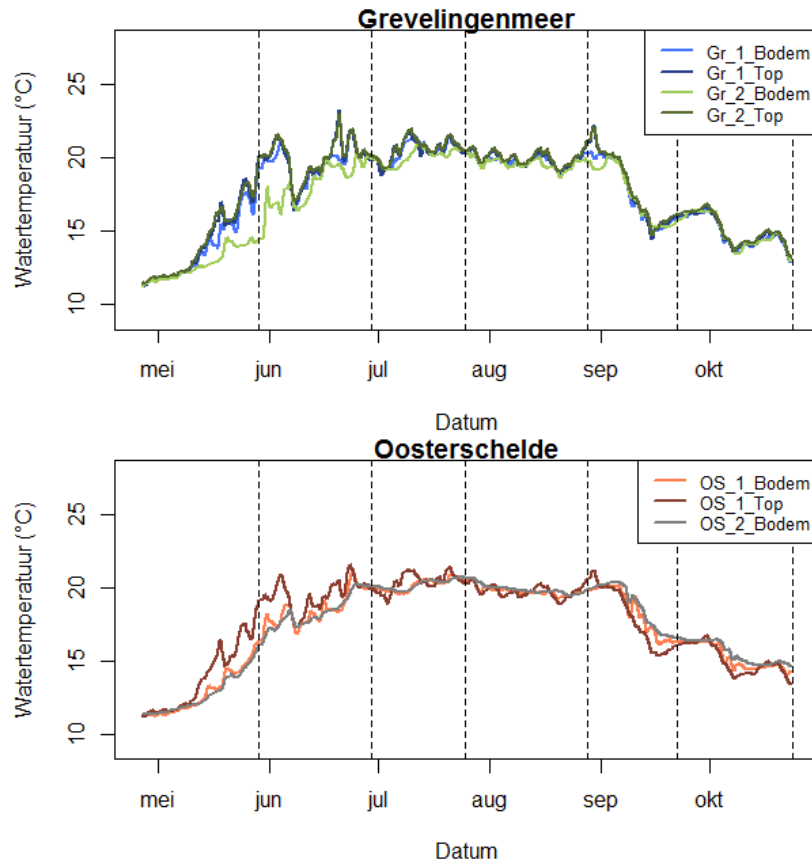 Grevelingenmeer
Gr_1_Bodem
Gr_1_Top
Gr_2_Bodem
Gr_2_Top
Watertemperatuur (°C)
25
20
15
10
mei jun jul aug sep okt
Datum
Oosterschelde
OS_1_Bodem
OS_1_Top
OS_2_Bodem
Watertemperatuur (°C)
25
20
15
10
mei jun jul aug sep okt
Datum